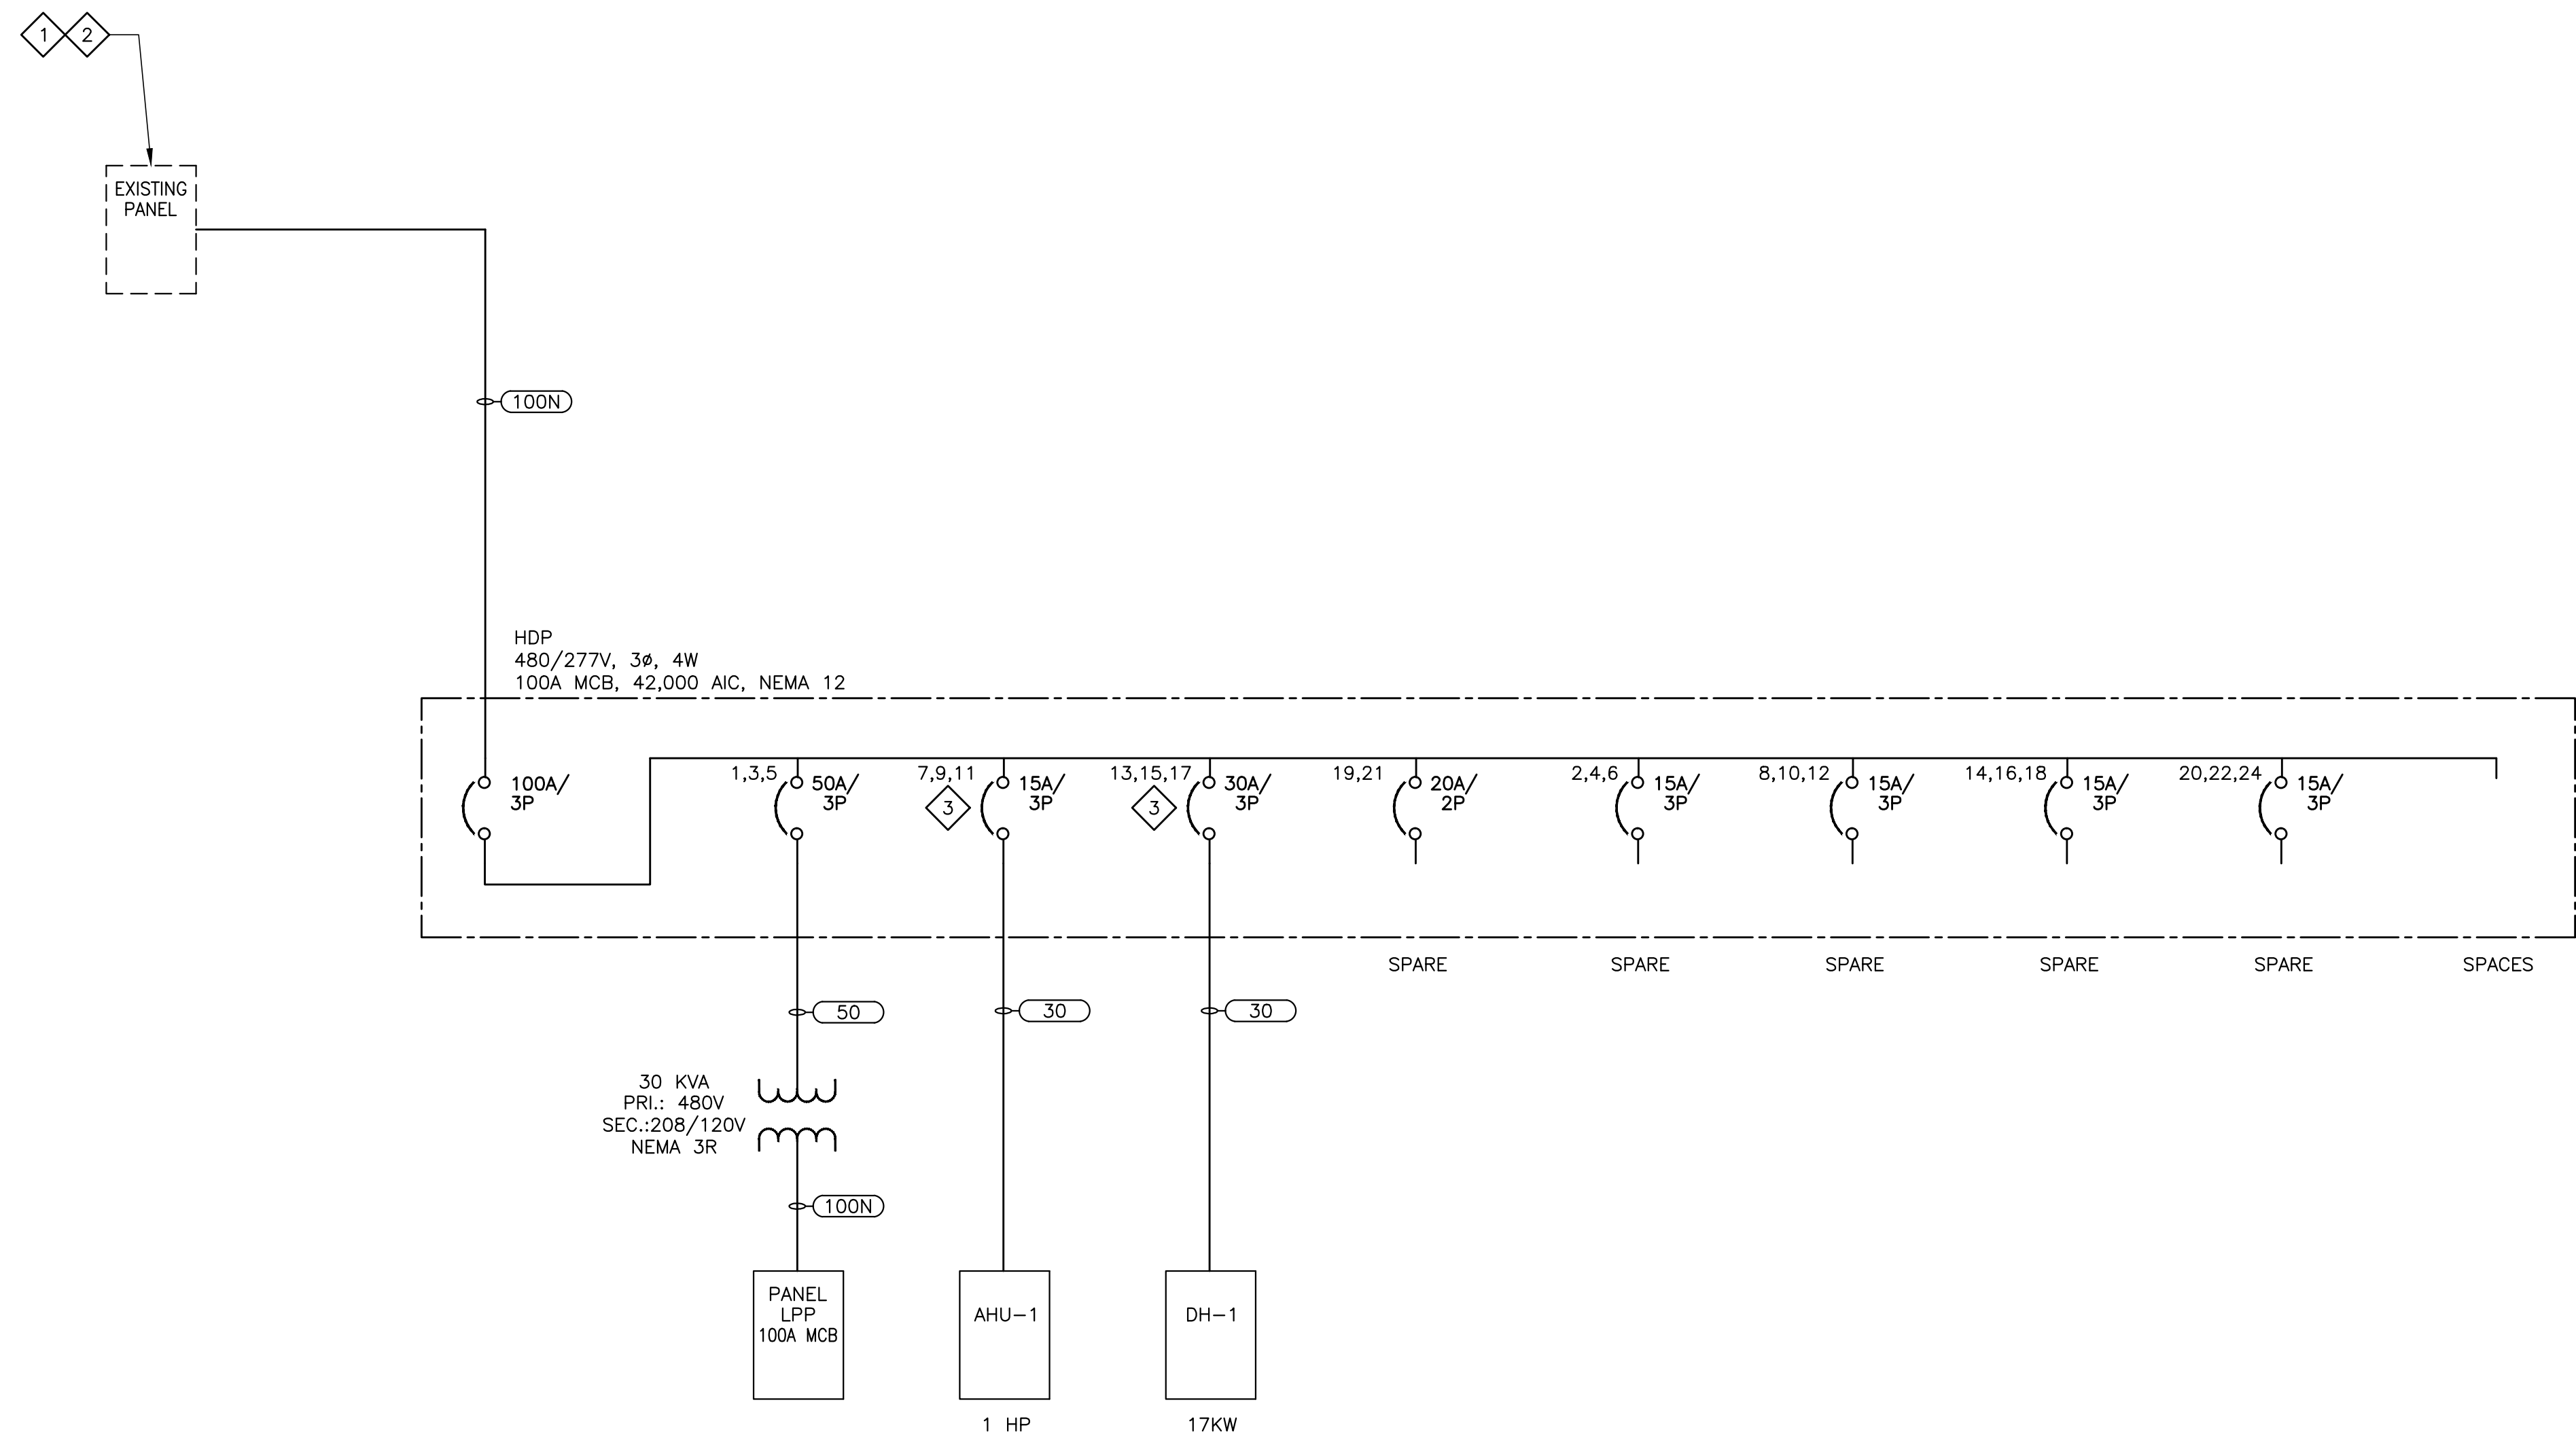 1 2
EXISTING
PANEL
100N
HDP
480/277V, 3ø, 4W
100A MCB, 42,000 AIC, NEMA 12
100A/
3P
1,3,5
50A/
3P
7,9,11
3
15A/
3P
13,15,17
3
30A/
3P
19,21
20A/
2P
2,4,6
15A/
3P
8,10,12
15A/
3P
14,16,18
15A/
3P
20,22,24
15A/
3P
SPARE
SPARE
SPARE
SPARE
SPARE
SPACES
50
30
30
30 KVA
PRI.: 480V
SEC.:208/120V
NEMA 3R
100N
PANEL
LPP
100A MCB
AHU-1
DH-1
1 HP
17KW